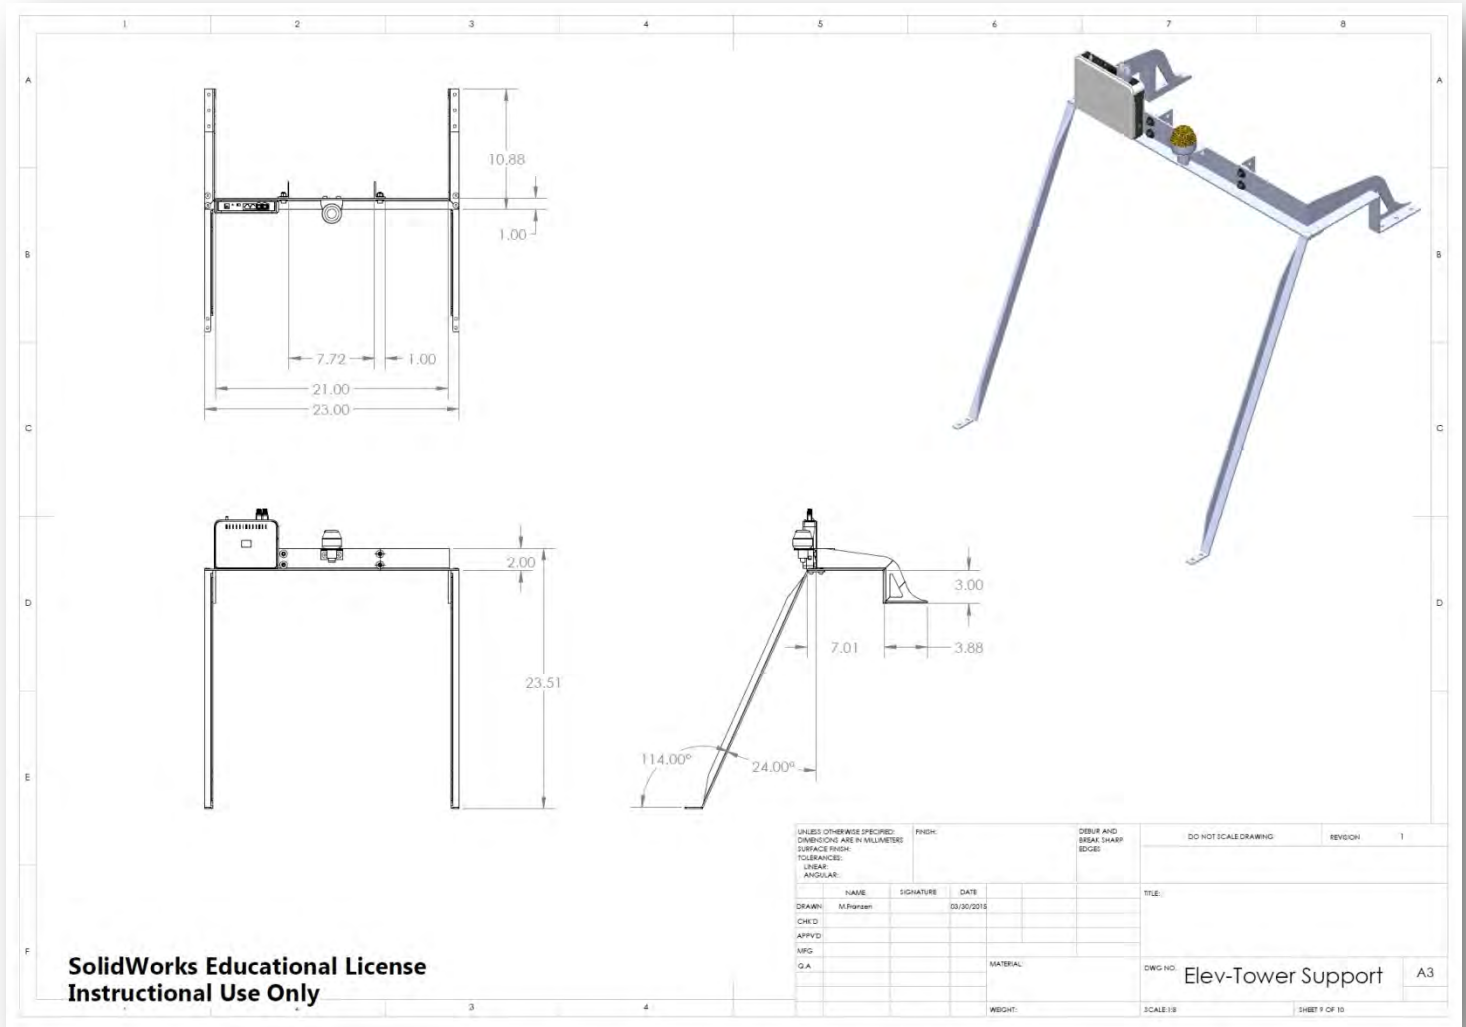 1 2 3 4 5 6 7 8
A A
10.88
1.00
B B
7.72 1.00
21.00
23.00
C C
2.00
23.51
3.00
7.01 3.88
114.00° 24.00°
D D
E E
F
UNLESS OTHERWISE SPECIFIED:
DIMENSIONS ARE IN MILLIMETERS
SURFACE FINISH:
TOLERANCES:
LINEAR:
ANGULAR:
FINISH:
DEBUR AND
BREAK SHARP
EDGES
DO NOT SCALE DRAWING
REVISION 1
NAME SIGNATURE DATE
DRAWN M.Fransen 03/30/2015
CHK'D
APPV'D
MFG
Q.A
MATERIAL:
WEIGHT:
TITLE:
DWG NO. Elev-Tower Support A3
SCALE:1:8 SHEET 9 OF 10
SolidWorks Educational License
Instructional Use Only
3 4